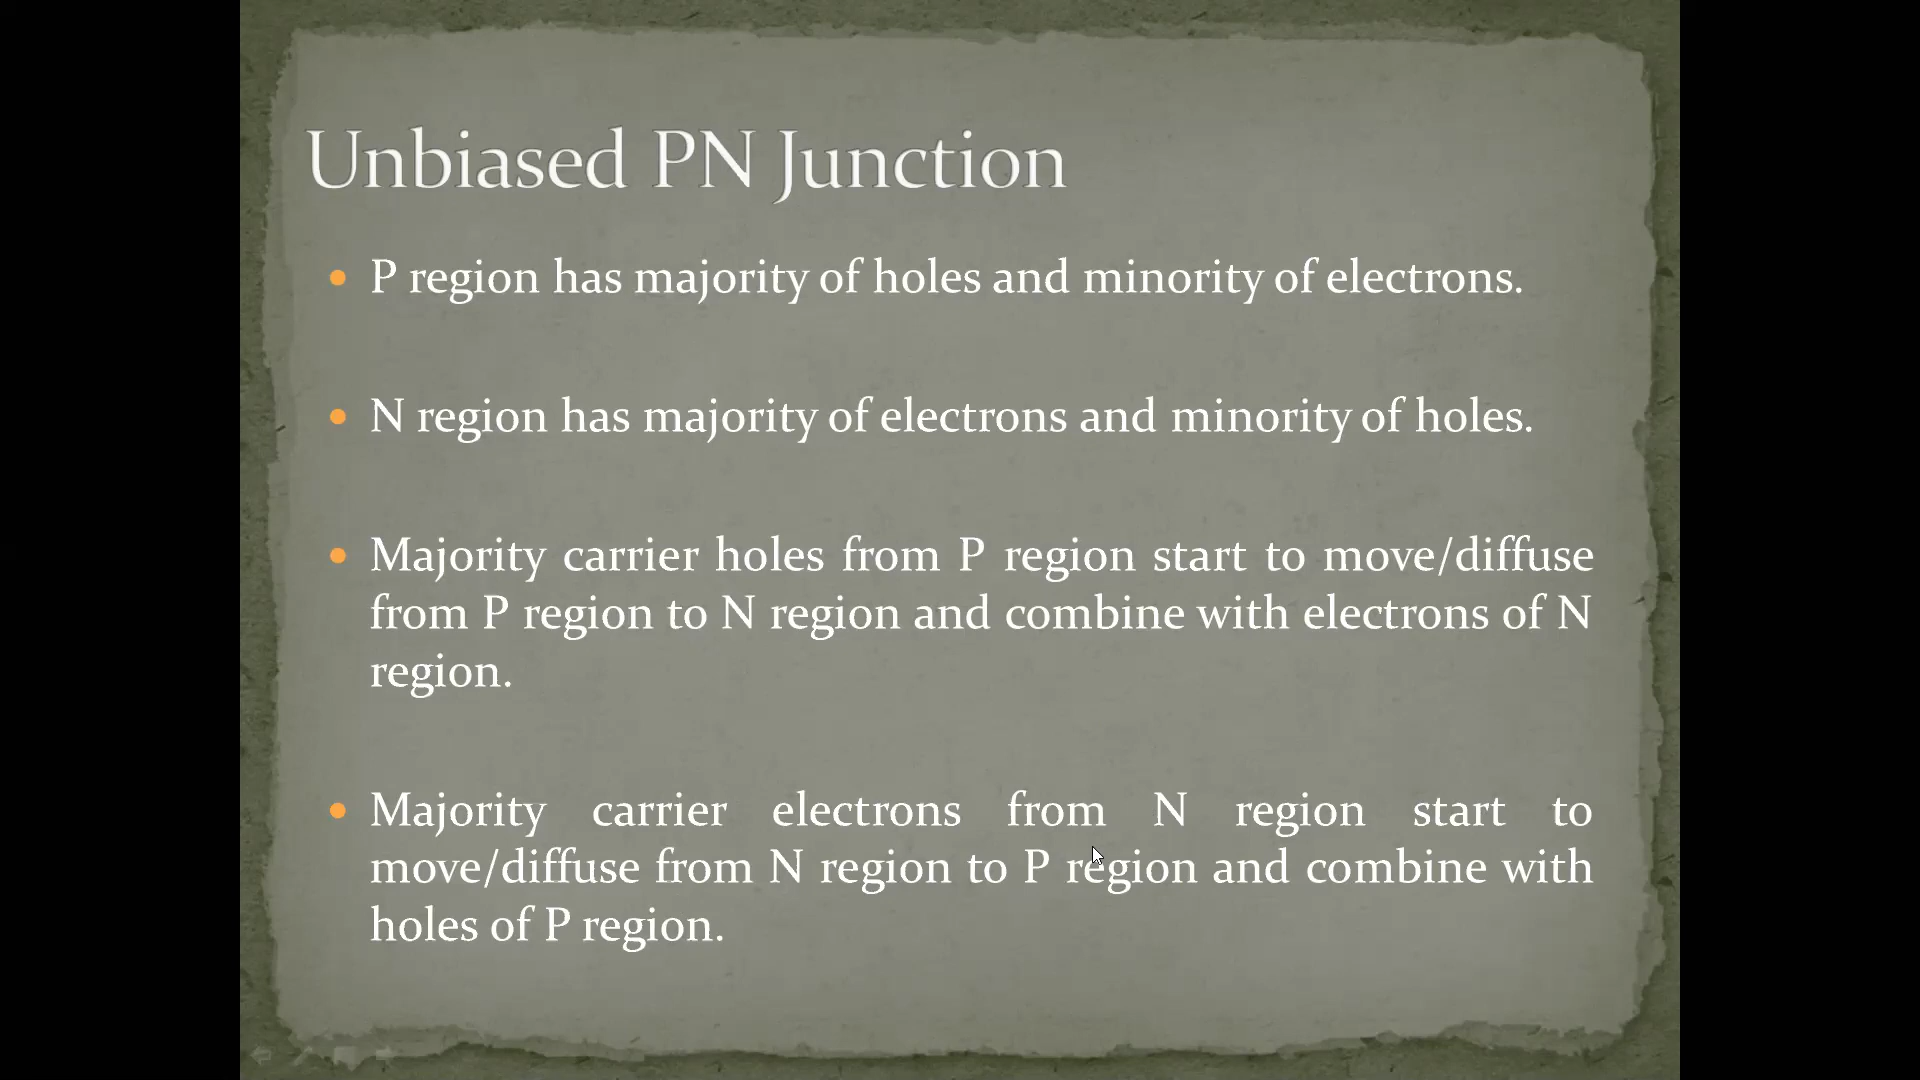 Unbiased PN Junction
• P region has majority of holes and minority of electrons.
• N region has majority of electrons and minority of holes.
• Majority carrier holes from P region start to move/diffuse
from P region to N region and combine with electrons of N
region.
• Majority carrier electrons from N region start to
move/diffuse from N region to P region and combine with
holes of P region.